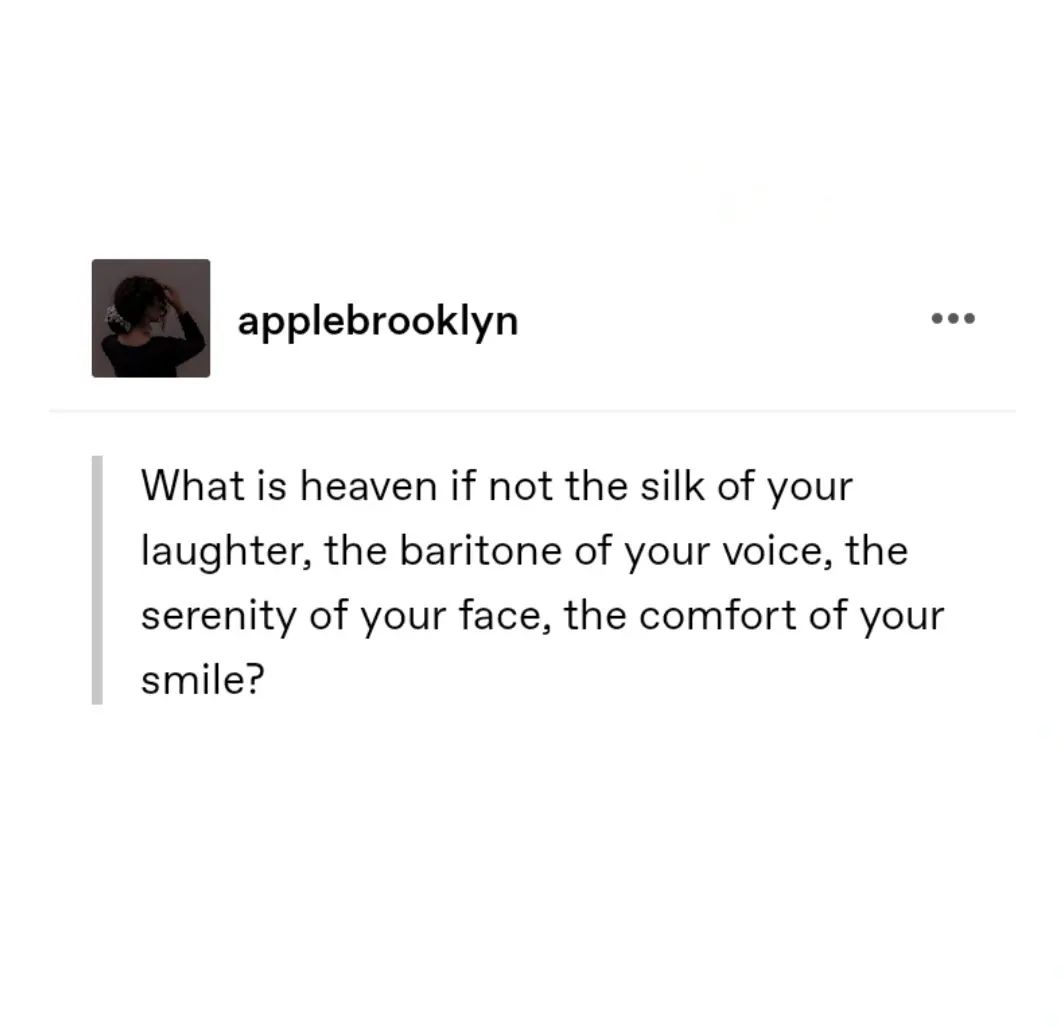 applebrooklyn
What is heaven if not the silk of your
laughter, the baritone of your voice, the
serenity of your face, the comfort of your
smile?